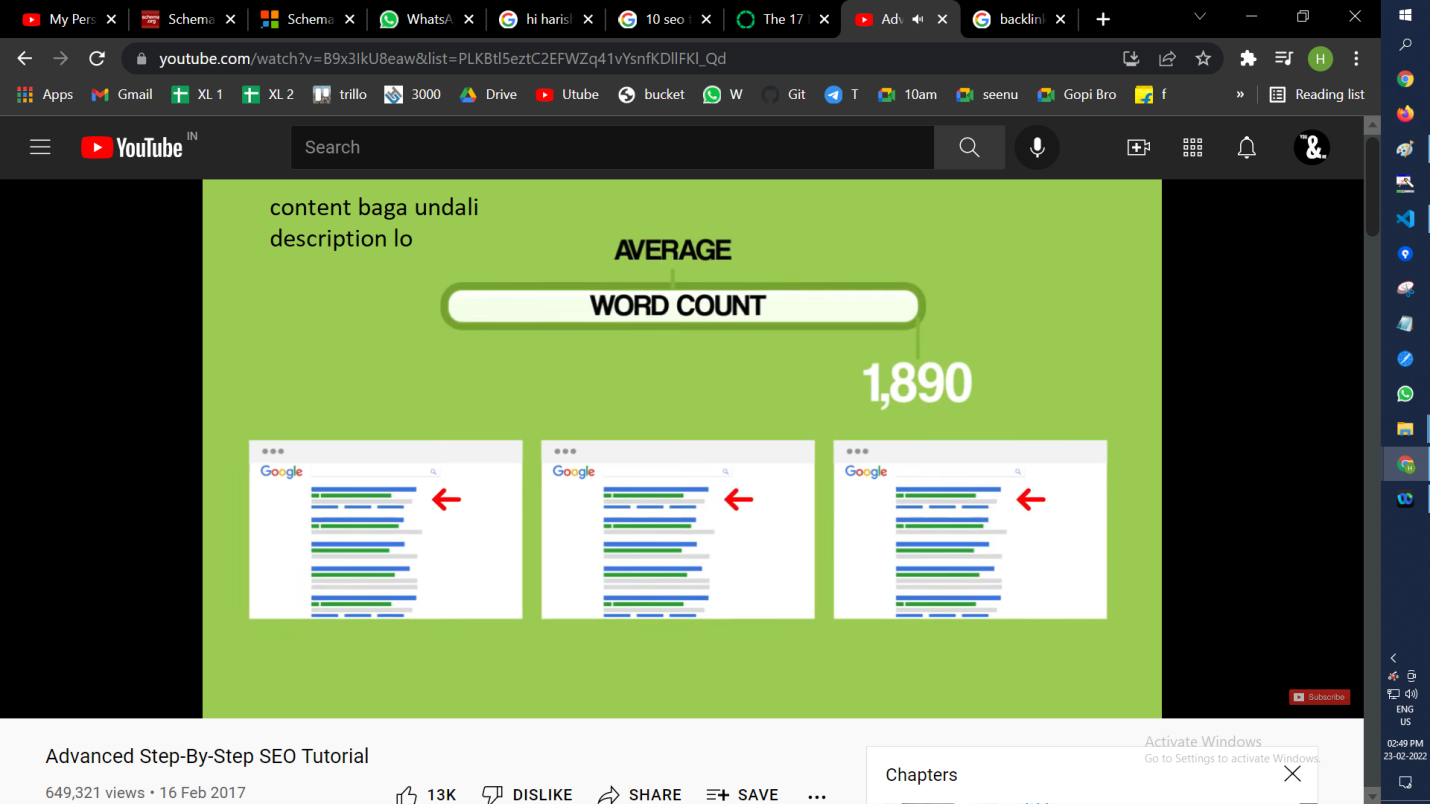 My Pers
Schema
Schema
WhatsA
hi haris
10 seo t
The 17
Adv
backlink
youtube.com/watch?v=B9x3IkU8eaw&list=PLKBtl5eztC2EFWZq41vYsnfKDllFKl_Qd
H
Apps
Gmail
XL 1
XL 2
trillo
3000
Drive
Utube
bucket
W
Git
T
10am
seenu
Gopi Bro
f
»
Reading list
YouTube IN
Search
content baga undali
description lo
AVERAGE
WORD COUNT
1,890
Google
Google
Google
Subscribe
Advanced Step-By-Step SEO Tutorial
649,321 views • 16 Feb 2017
13K
DISLIKE
SHARE
SAVE
Chapters
Activate Windows
Go to Settings to activate Windows.
ENG
US
02:49 PM
23-02-2022